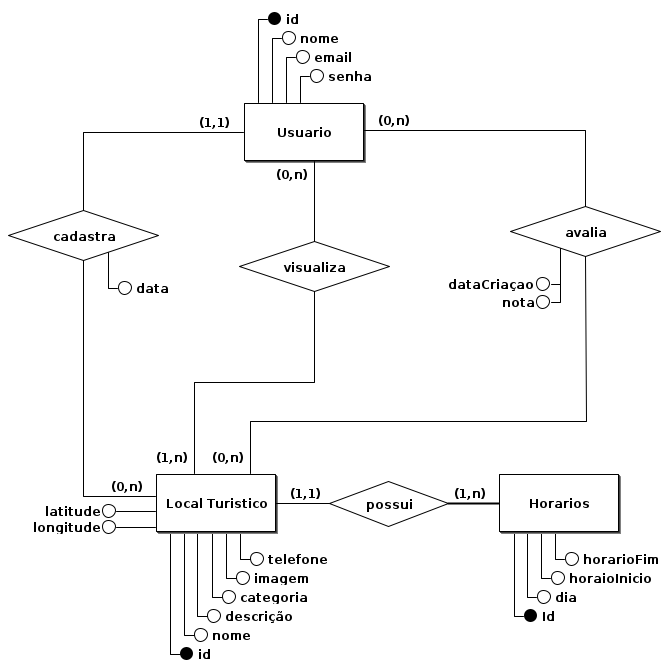 id
nome
email
senha
(1,1)
Usuario
(0,n)
(0,n)
cadastra
visualiza
avalia
data
dataCriaçao
nota
(1,n)
(0,n)
(0,n)
Local Turistico
(1,1)
possui
(1,n)
Horarios
latitude
longitude
telefone
imagem
categoria
descrição
nome
id
horarioFim
horaioInicio
dia
Id